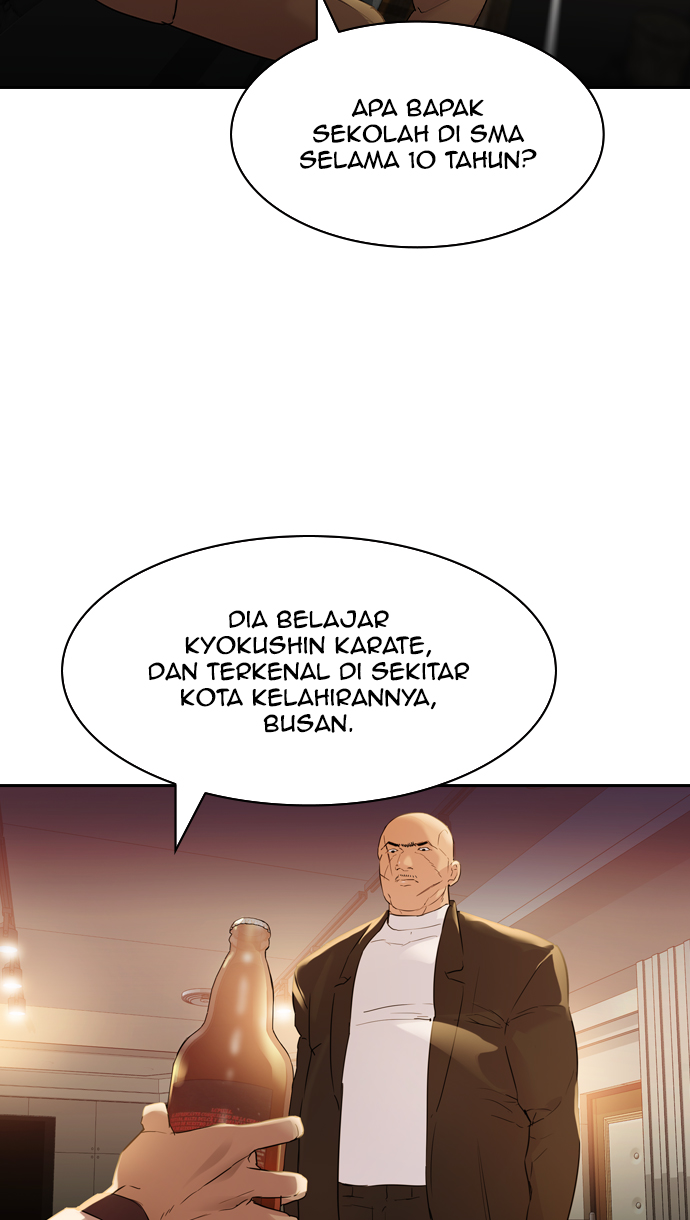 APA BAPAK
SEKOLAH DI SMA
SELAMA 10 TAHUN?
DIA BELAJAR
KYOKUSHIN KARATE,
DAN TERKENAL DI SEKITAR
KOTA KELAHIRANNYA,
BUSAN.